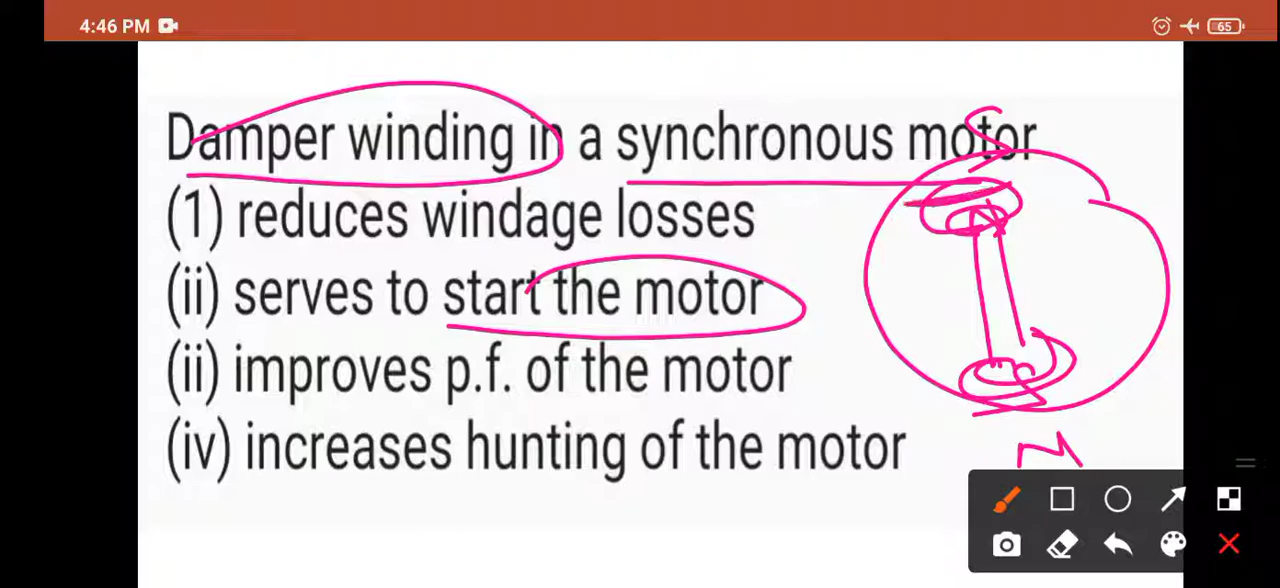 4:46 PM
65
Damper winding in a synchronous motor
(1) reduces windage losses
(ii) serves to start the motor
(ii) improves p.f. of the motor
(iv) increases hunting of the motor
S
N